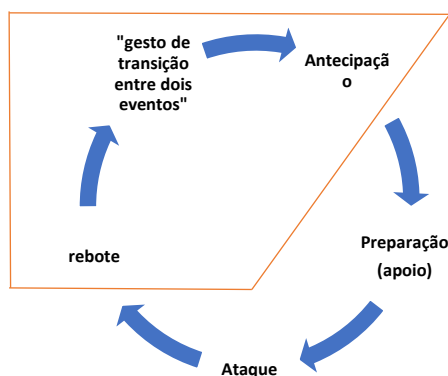 "gesto de
transição
entre dois
eventos"
Antecipaçã
o
Preparação
(apoio)
Ataque
rebote